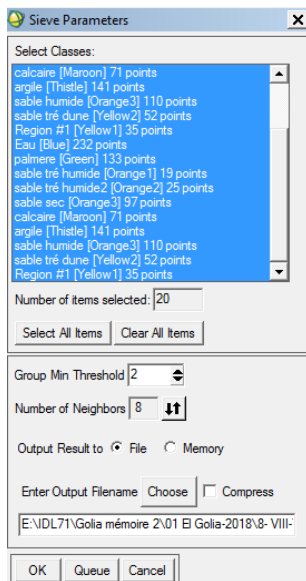 Sieve Parameters
Select Classes:
calcaire [Maroon] 71 points
argile [Thistle] 141 points
sable humide [Orange3] 110 points
sable tré dune [Yellow2] 52 points
Region #1 [Yellow1] 35 points
Eau [Blue] 232 points
palmere [Green] 133 points
sable tré humide [Orange1] 19 points
sable tré humide2 [Orange2] 25 points
sable sec [Orange3] 97 points
calcaire [Maroon] 71 points
argile [Thistle] 141 points
sable humide [Orange3] 110 points
sable tré dune [Yellow2] 52 points
Region #1 [Yellow1] 35 points
Number of items selected: 20
Select All Items Clear All Items
Group Min Threshold 2
Number of Neighbors 8
Output Result to File Memory
Enter Output Filename Choose Compress
E:\IDL71\Golia mémoire 2\01 El Golia-2018\8- VIII-
OK Queue Cancel